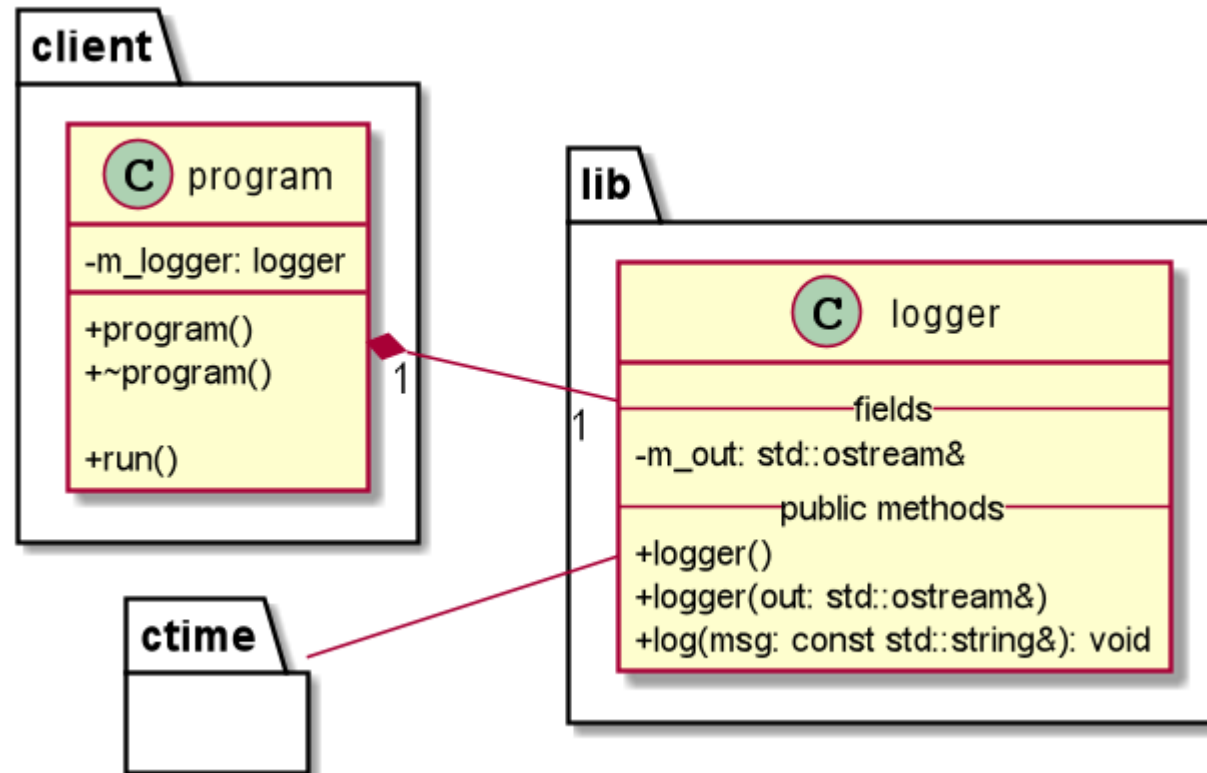 client
C program
-m_logger: logger
+program()
+~program()
+run()
1
1
lib
C logger
fields
-m_out: std::ostream&
public methods
+logger()
+logger(out: std::ostream&)
+log(msg: const std::string&): void
ctime